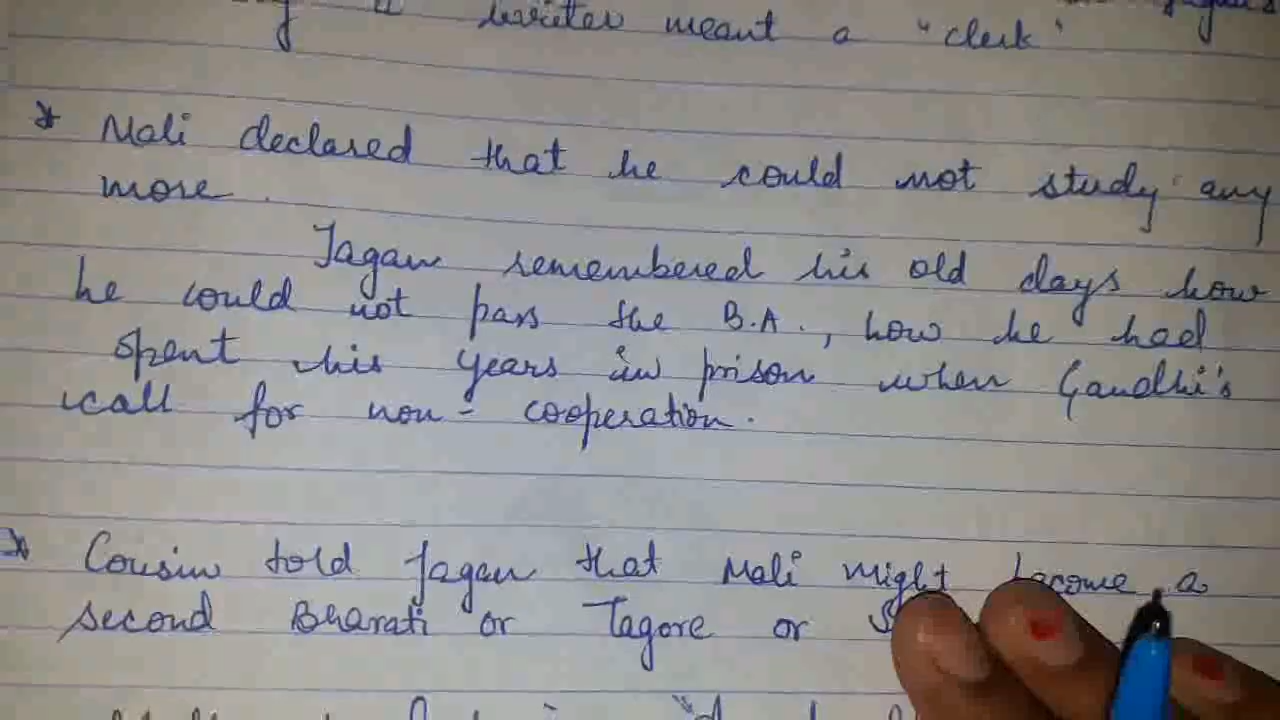 writer meant a "clerk"
* Mali declared that he could not study any
more.
Jagan remembered his old days how
he could not pass the B.A., how he had
spent his years in prison when Gandhi's
call for non-cooperation.
* Cousin told Jagan that Mali might become a
second Bharati or Tagore or